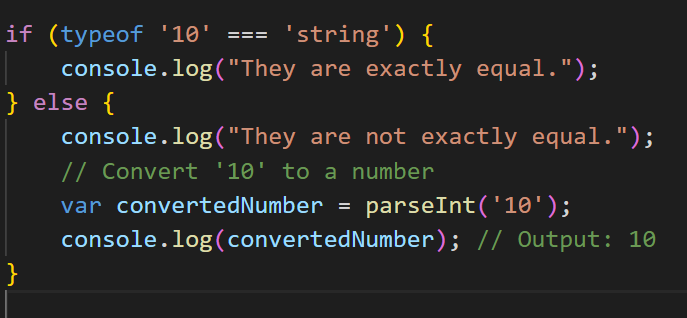 if (typeof '10' === 'string') {
    console.log("They are exactly equal.");
} else {
    console.log("They are not exactly equal.");
    // Convert '10' to a number
    var convertedNumber = parseInt('10');
    console.log(convertedNumber); // Output: 10
}